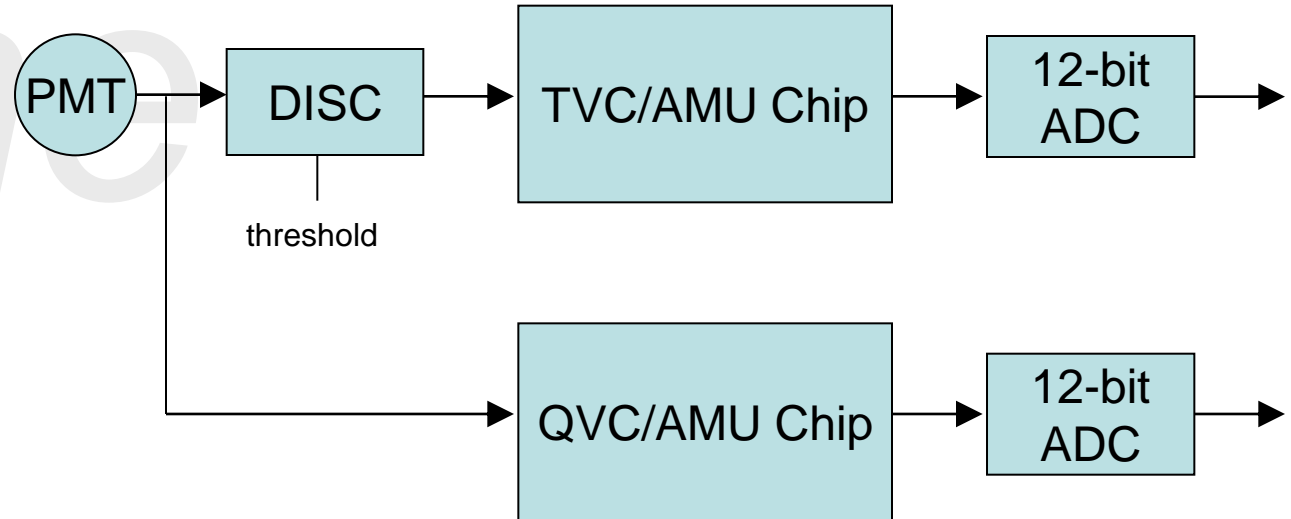 PMT
DISC
threshold
TVC/AMU Chip
12-bit
ADC
QVC/AMU Chip
12-bit
ADC